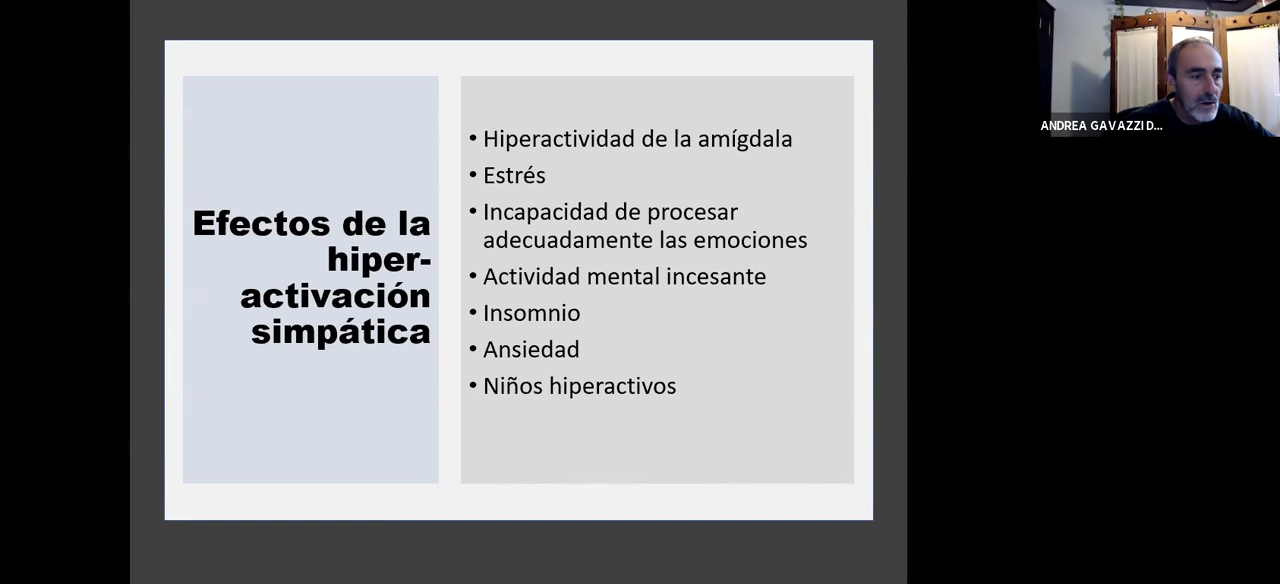 Efectos de la
hiper-
activación
simpática
• Hiperactividad de la amígdala
• Estrés
• Incapacidad de procesar
adecuadamente las emociones
• Actividad mental incesante
• Insomnio
• Ansiedad
• Niños hiperactivos
ANDREA GAVAZZI D...